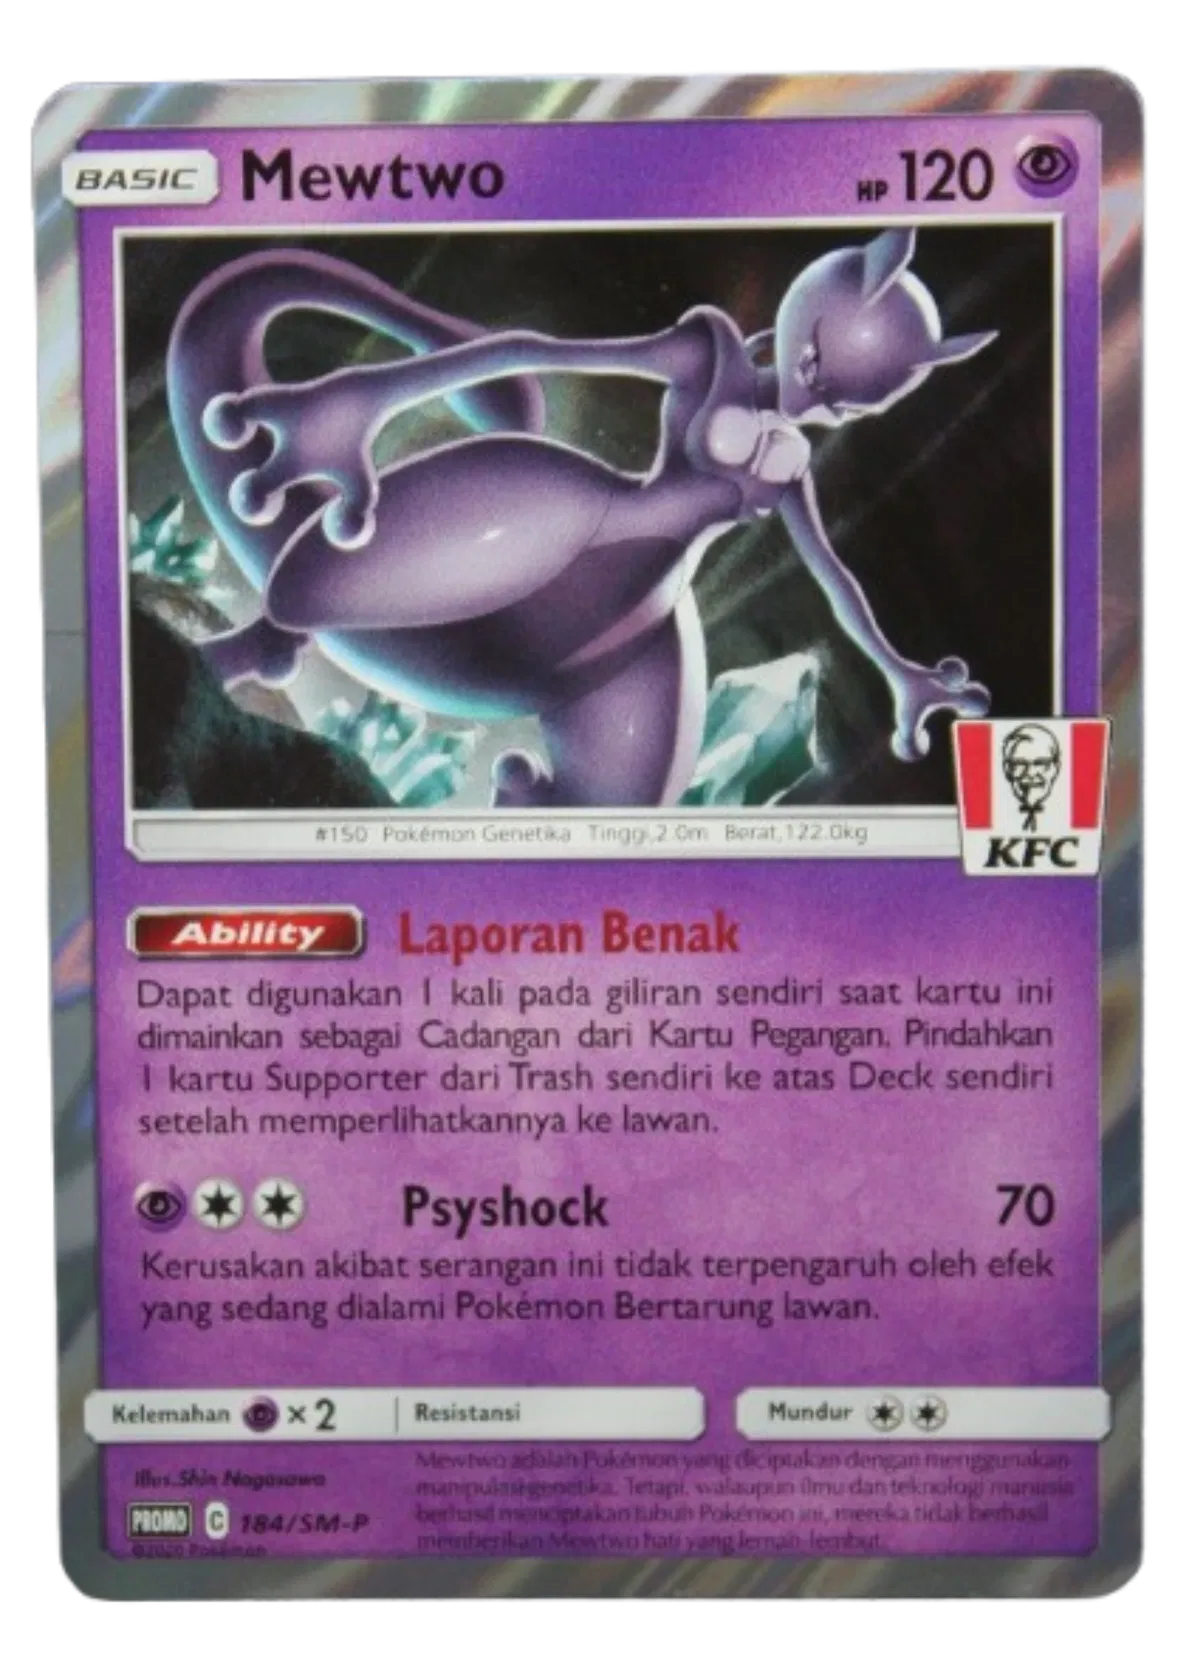 BASIC Mewtwo HP 120
#150 Pokémon Genetika Tinggi,2.0m Berat,122.0kg
KFC
Ability Laporan Benak
Dapat digunakan 1 kali pada giliran sendiri saat kartu ini
dimainkan sebagai Cadangan dari Kartu Pegangan. Pindahkan
1 kartu Supporter dari Trash sendiri ke atas Deck sendiri
setelah memperlihatkannya ke lawan.
Psyshock 70
Kerusakan akibat serangan ini tidak terpengaruh oleh efek
yang sedang dialami Pokémon Bertarung lawan.
Kelemahan ×2 Resistansi Mundur
Illus.Shin Nagasawa
Mewtwo adalah Pokémon yang diciptakan dengan menggunakan
manipulasi genetika. Tetapi, walaupun ilmu dan teknologi manusia
berhasil menciptakan tubuh Pokémon ini, mereka tidak berhasil
memberikan Mewtwo hati yang lemah-lembut.
PROMO C 184/SM-P
©2020 Pokémon